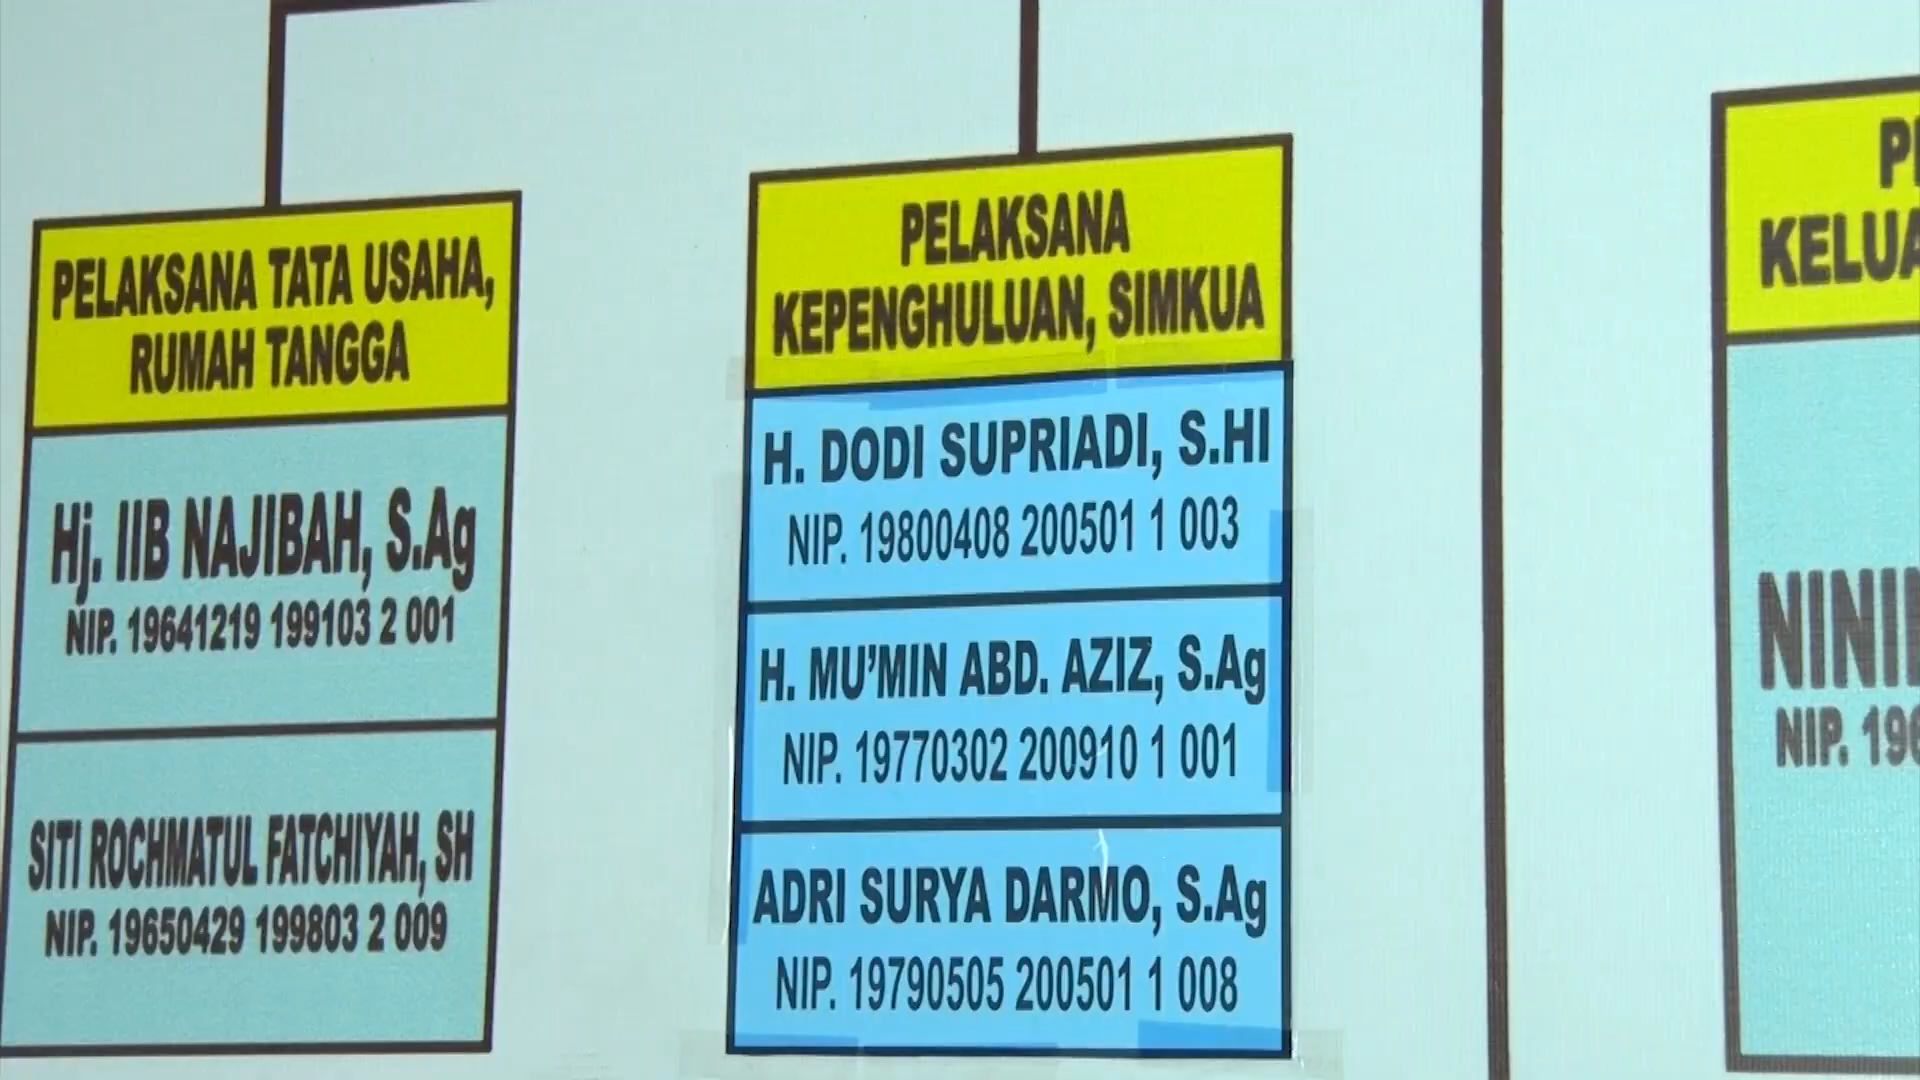 PELAKSANA TATA USAHA,
RUMAH TANGGA
Hj. IIB NAJIBAH, S.Ag
NIP. 19641219 199103 2 001
SITI ROCHMATUL FATCHIYAH, SH
NIP. 19650429 199803 2 009
PELAKSANA
KEPENGHULUAN, SIMKUA
H. DODI SUPRIADI, S.HI
NIP. 19800408 200501 1 003
H. MU'MIN ABD. AZIZ, S.Ag
NIP. 19770302 200910 1 001
ADRI SURYA DARMO, S.Ag
NIP. 19790505 200501 1 008
NIP.